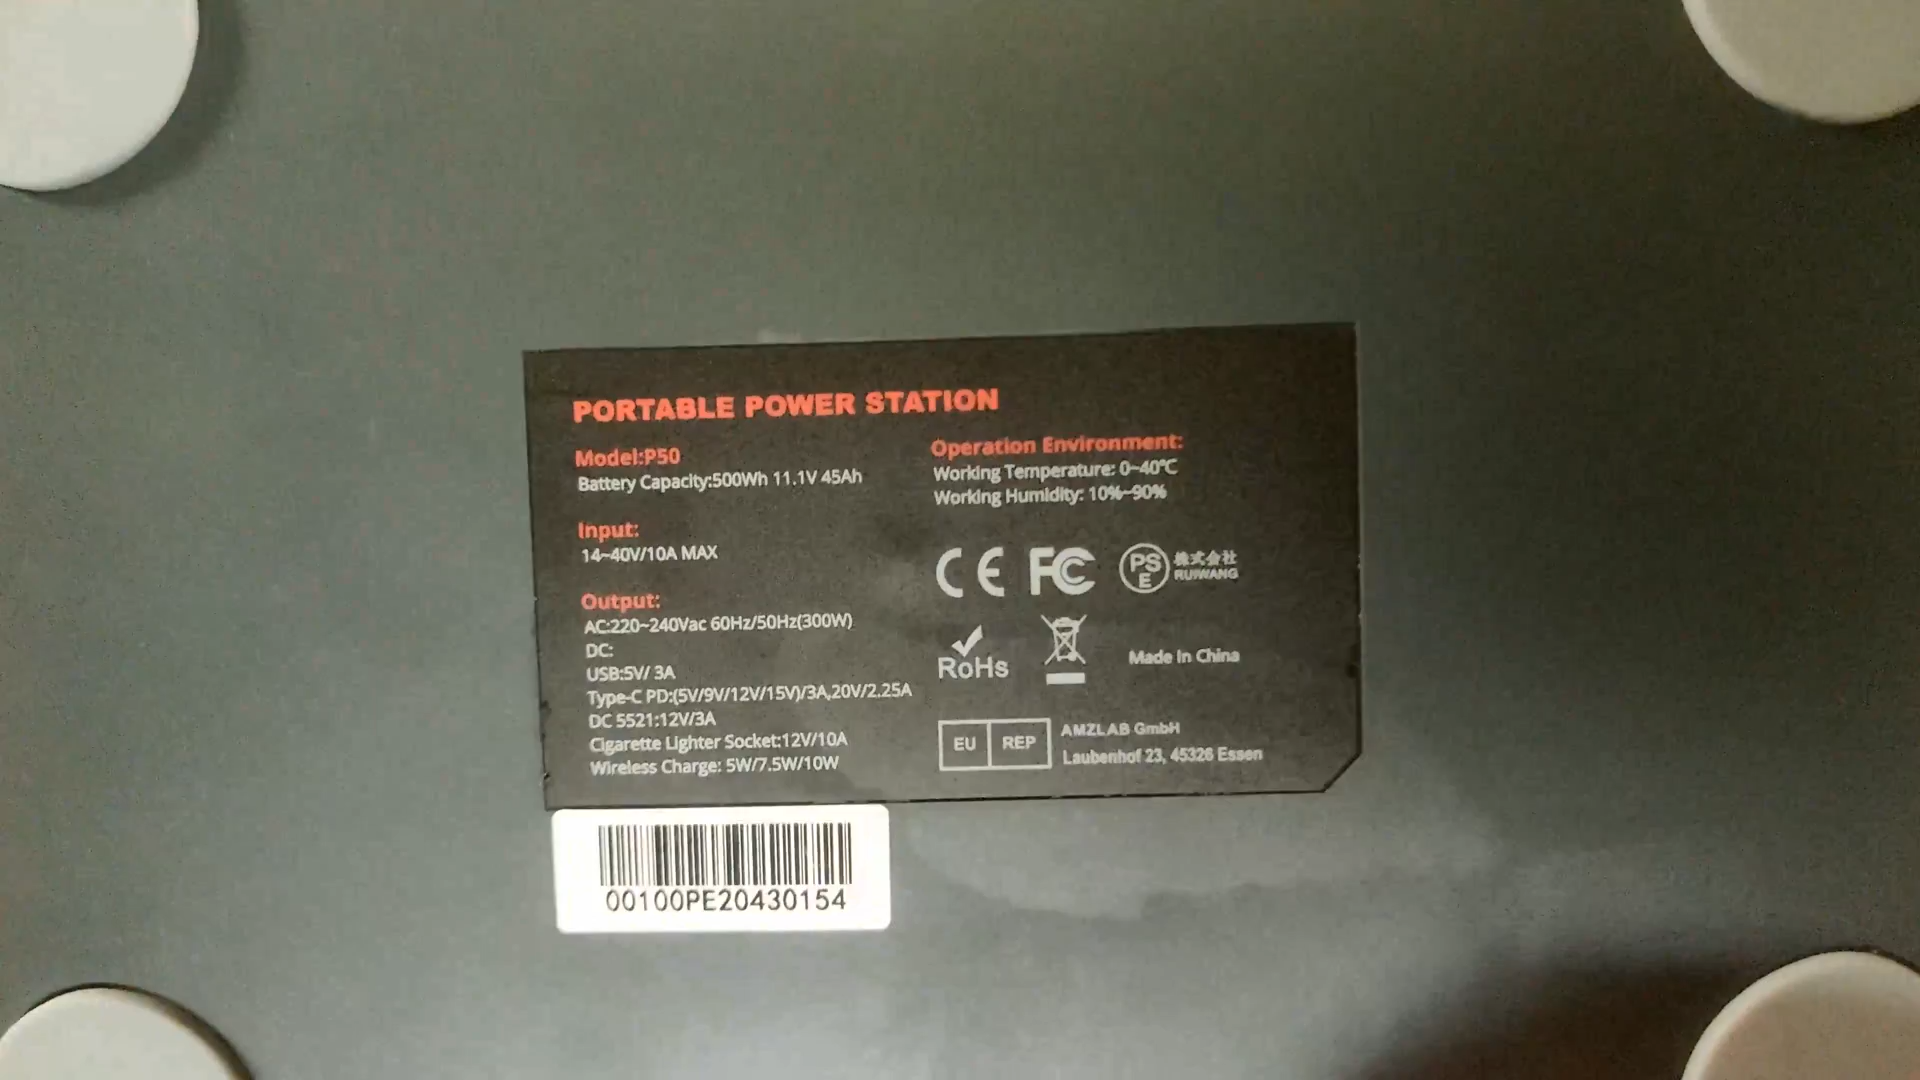 PORTABLE POWER STATION
Model:P50
Battery Capacity:500Wh 11.1V 45Ah
Input:
14~40V/10A MAX
Output:
AC:220~240Vac 60Hz/50Hz(300W)
DC:
USB:5V/ 3A
Type-C PD:(5V/9V/12V/15V)/3A,20V/2.25A
DC 5521:12V/3A
Cigarette Lighter Socket:12V/10A
Wireless Charge: 5W/7.5W/10W
Operation Environment:
Working Temperature: 0~40℃
Working Humidity: 10%~90%
CE FC PSE 株式会社
RUIWANG
RoHS
Made In China
EU REP
AMZLAB GmbH
Laubenhof 23, 45326 Essen
00100PE20430154